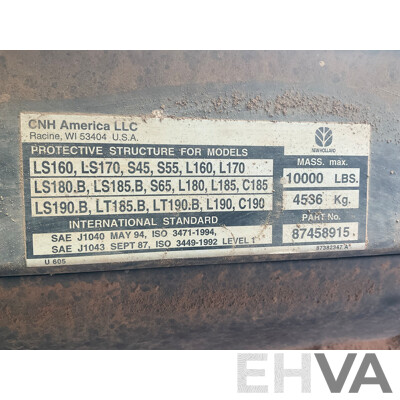 CNH America LLC
Racine, WI 53404 U.S.A.
NEW HOLLAND
PROTECTIVE STRUCTURE FOR MODELS
MASS. max.
LS160, LS170, S45, S55, L160, L170
LS180.B, LS185.B, S65, L180, L185, C185
10000 LBS.
LS190.B, LT185.B, LT190.B, L190, C190
4536 Kg.
INTERNATIONAL STANDARD
PART No.
SAE J1040 MAY 94, ISO 3471-1994,
SAE J1043 SEPT 87, ISO 3449-1992 LEVEL 1
87458915
U 605
87382342 A
EHVA